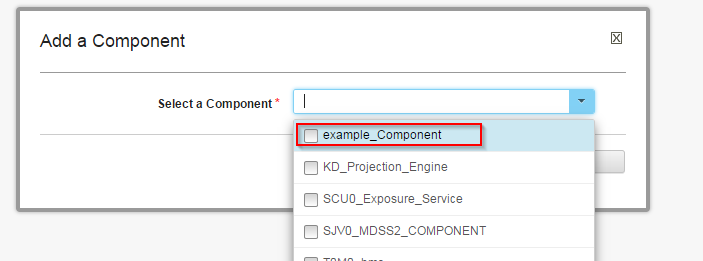 Add a Component
Select a Component *
example_Component
KD_Projection_Engine
SCU0_Exposure_Service
SJV0_MDSS2_COMPONENT